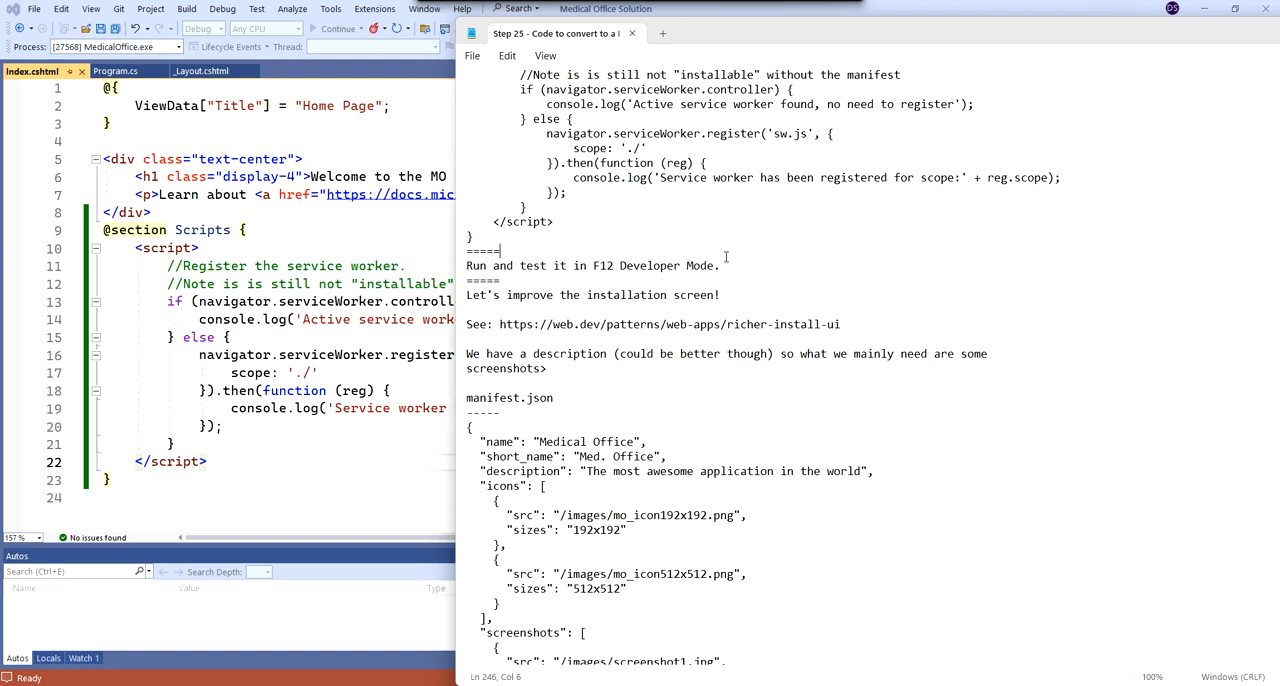 File Edit View Git Project Build Debug Test Analyze Tools Extensions Window Help Search Medical Office Solution DS
Debug Any CPU Continue
Process: [27568] MedicalOffice.exe Lifecycle Events Thread:
Index.cshtml Program.cs _Layout.cshtml
1 @{
2 ViewData["Title"] = "Home Page";
3 }
4
5 <div class="text-center">
6 <h1 class="display-4">Welcome to the MO
7 <p>Learn about <a href="https://docs.mic
8 </div>
9 @section Scripts {
10 <script>
11 //Register the service worker.
12 //Note is is still not "installable"
13 if (navigator.serviceWorker.controll
14 console.log('Active service work
15 } else {
16 navigator.serviceWorker.register
17 scope: './'
18 }).then(function (reg) {
19 console.log('Service worker
20 });
21 }
22 </script>
23 }
24
157 % No issues found
Autos
Search (Ctrl+E) Search Depth:
Name Value Type
Autos Locals Watch 1
Ready
Step 25 - Code to convert to a
File Edit View
//Note is is still not "installable" without the manifest
if (navigator.serviceWorker.controller) {
console.log('Active service worker found, no need to register');
} else {
navigator.serviceWorker.register('sw.js', {
scope: './'
}).then(function (reg) {
console.log('Service worker has been registered for scope:' + reg.scope);
});
}
</script>
}
=====
Run and test it in F12 Developer Mode.
=====
Let's improve the installation screen!
See: https://web.dev/patterns/web-apps/richer-install-ui
We have a description (could be better though) so what we mainly need are some
screenshots>
manifest.json
-----
{
"name": "Medical Office",
"short_name": "Med. Office",
"description": "The most awesome application in the world",
"icons": [
{
"src": "/images/mo_icon192x192.png",
"sizes": "192x192"
},
{
"src": "/images/mo_icon512x512.png",
"sizes": "512x512"
}
],
"screenshots": [
{
"src": "/images/screenshot1.jpg",
Ln 246, Col 6 100% Windows (CRLF)